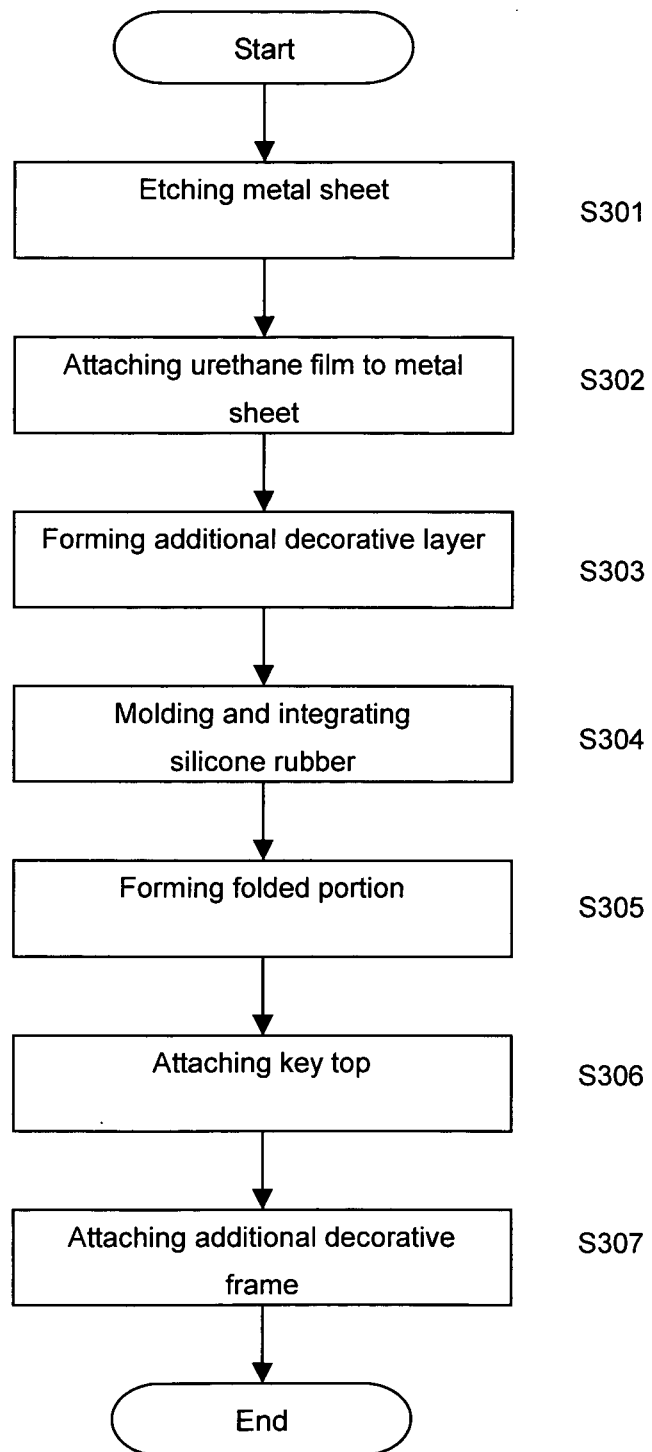 Start
Etching metal sheet
S301
Attaching urethane film to metal
sheet
S302
Forming additional decorative layer
S303
Molding and integrating
silicone rubber
S304
Forming folded portion
S305
Attaching key top
S306
Attaching additional decorative
frame
S307
End